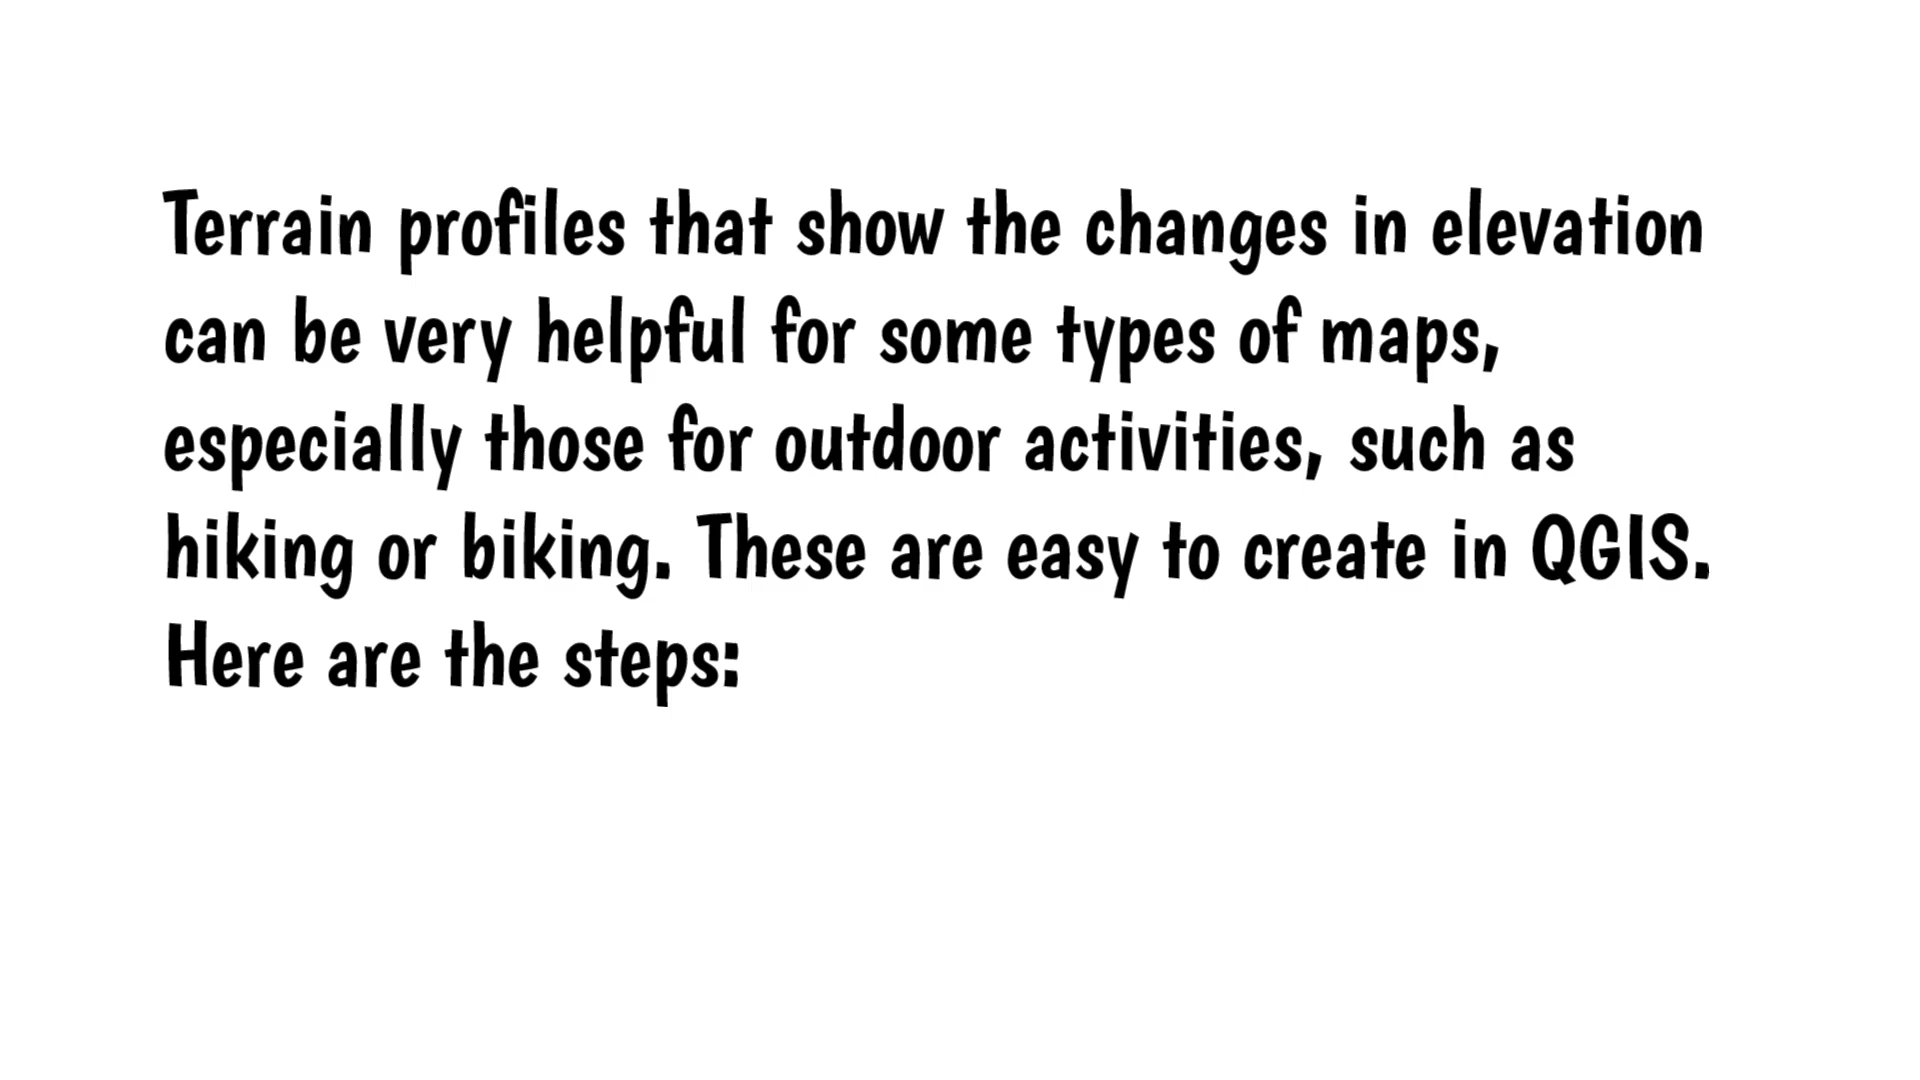 Terrain profiles that show the changes in elevation
can be very helpful for some types of maps,
especially those for outdoor activities, such as
hiking or biking. These are easy to create in QGIS.
Here are the steps: